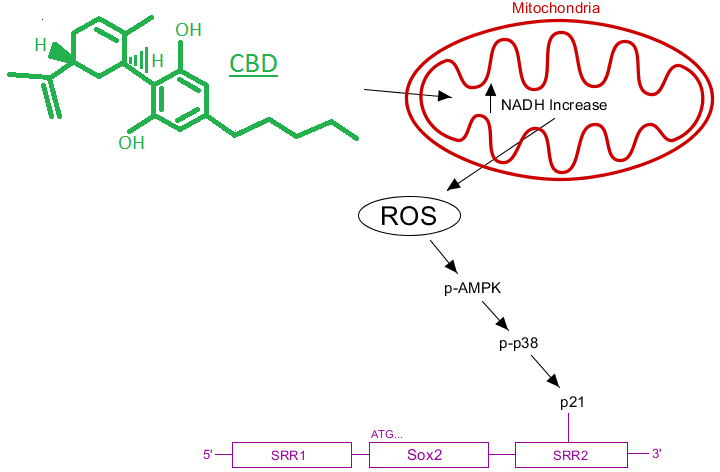 Mitochondria
H
OH
CBD
H
OH
NADH Increase
ROS
p-AMPK
p-p38
p21
ATG...
5' SRR1 Sox2 SRR2 3'